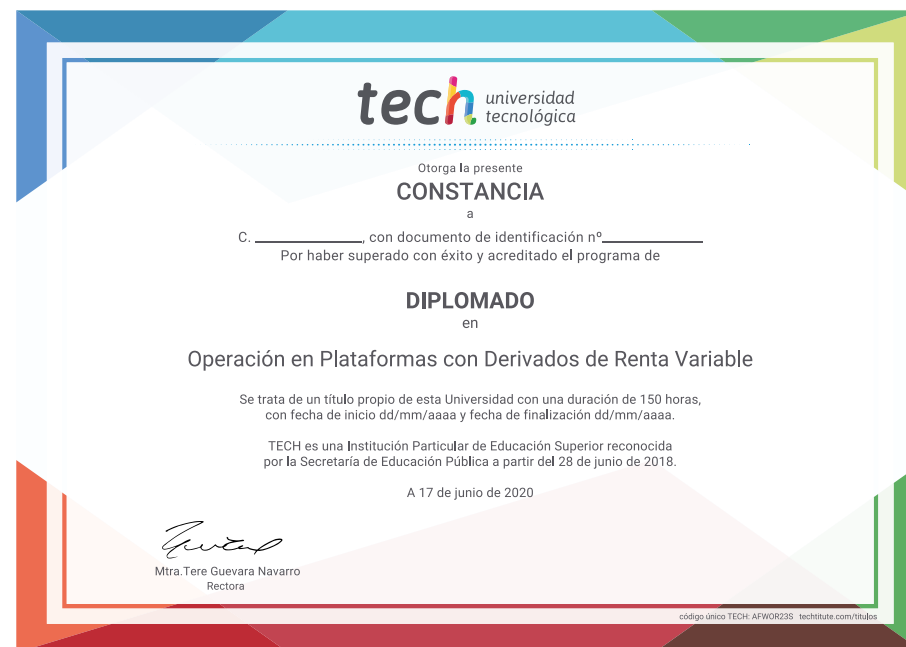 tech universidad
tecnológica
Otorga la presente
CONSTANCIA
a
C. ____________, con documento de identificación nº____________
Por haber superado con éxito y acreditado el programa de
DIPLOMADO
en
Operación en Plataformas con Derivados de Renta Variable
Se trata de un título propio de esta Universidad con una duración de 150 horas,
con fecha de inicio dd/mm/aaaa y fecha de finalización dd/mm/aaaa.
TECH es una Institución Particular de Educación Superior reconocida
por la Secretaría de Educación Pública a partir del 28 de junio de 2018.
A 17 de junio de 2020
Mtra.Tere Guevara Navarro
Rectora
código único TECH: AFWOR23S techtitute.com/titulos